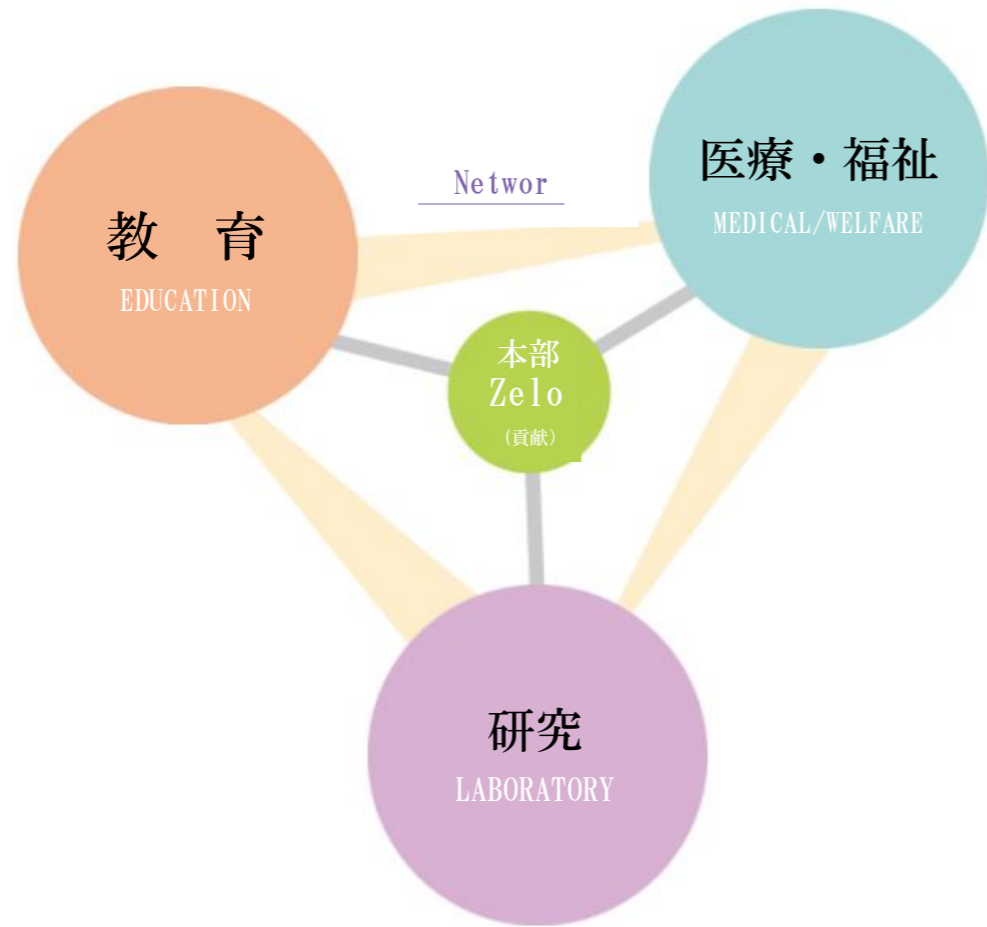 教　育
EDUCATION
Networ
医療・福祉
MEDICAL/WELFARE
本部
Zelo
（貢献）
研究
LABORATORY